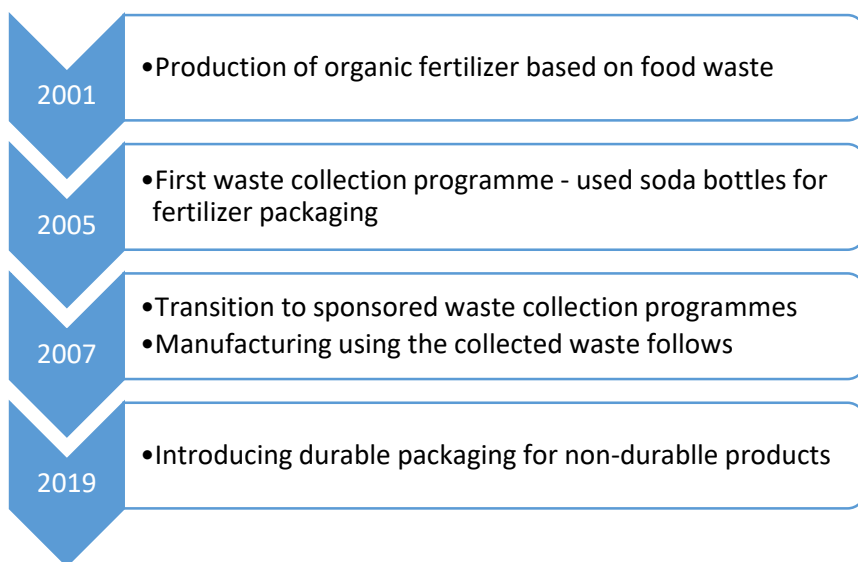 2001
•Production of organic fertilizer based on food waste
2005
•First waste collection programme - used soda bottles for
fertilizer packaging
2007
•Transition to sponsored waste collection programmes
•Manufacturing using the collected waste follows
2019
•Introducing durable packaging for non-durablle products